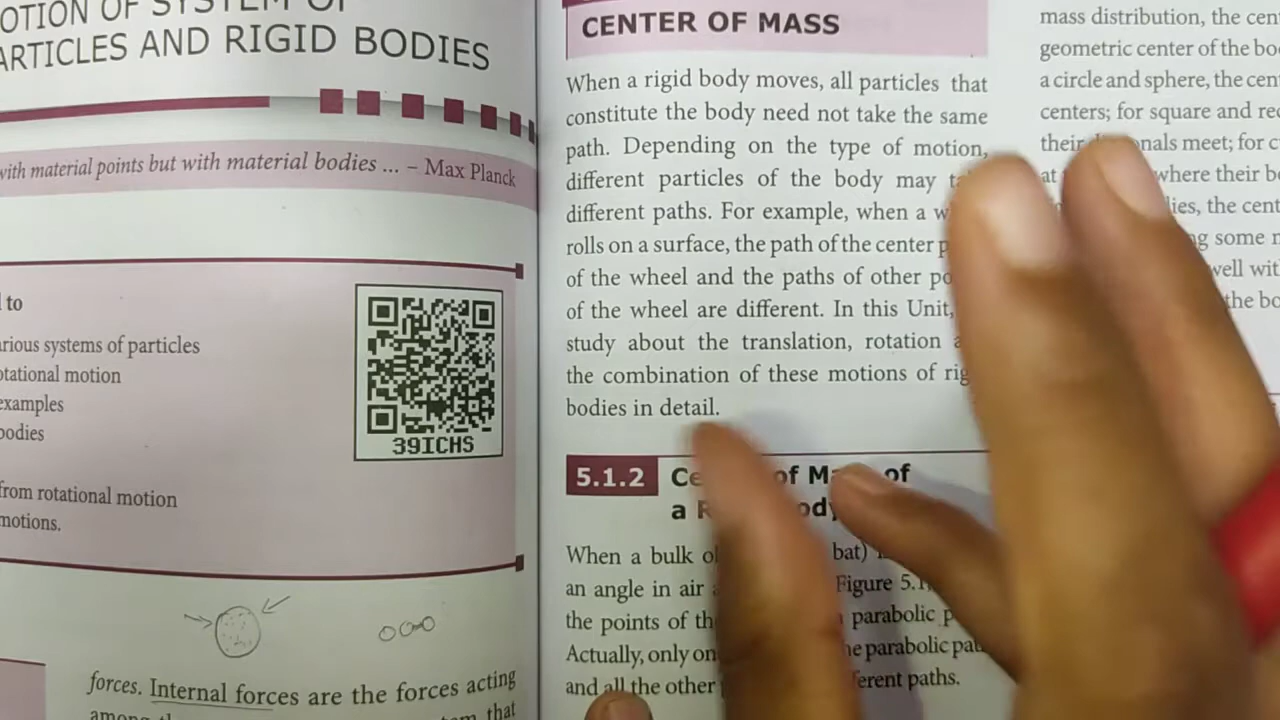 OTION OF SYSTEM OF
ARTICLES AND RIGID BODIES
with material points but with material bodies ... – Max Planck
to
rious systems of particles
otational motion
examples
bodies
from rotational motion
motions.
39ICHS
forces. Internal forces are the forces acting
that
CENTER OF MASS
When a rigid body moves, all particles that
constitute the body need not take the same
path. Depending on the type of motion,
different particles of the body may
different paths. For example, when a
rolls on a surface, the path of the center
of the wheel and the paths of other
of the wheel are different. In this Unit,
study about the translation, rotation
the combination of these motions of
bodies in detail.
5.1.2 of
a
When a bulk bat)
an angle in air Figure 5.1
the points of parabolic
Actually, only parabolic
and all the other paths.
mass distribution, the
geometric center of the
a circle and sphere, the
centers; for square and
their meet; for
at where their
the
some
well
the